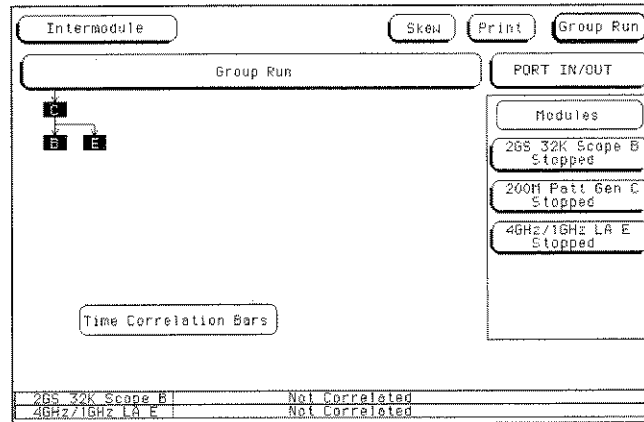 Intermodule
Skew
Print
Group Run
Group Run
PORT IN/OUT
C
B E
Modules
2GS 32K Scope B
Stopped
200M Patt Gen C
Stopped
4GHz/1GHz LA E
Stopped
Time Correlation Bars
2GS 32K Scope B Not Correlated
4GHz/1GHz LA E Not Correlated